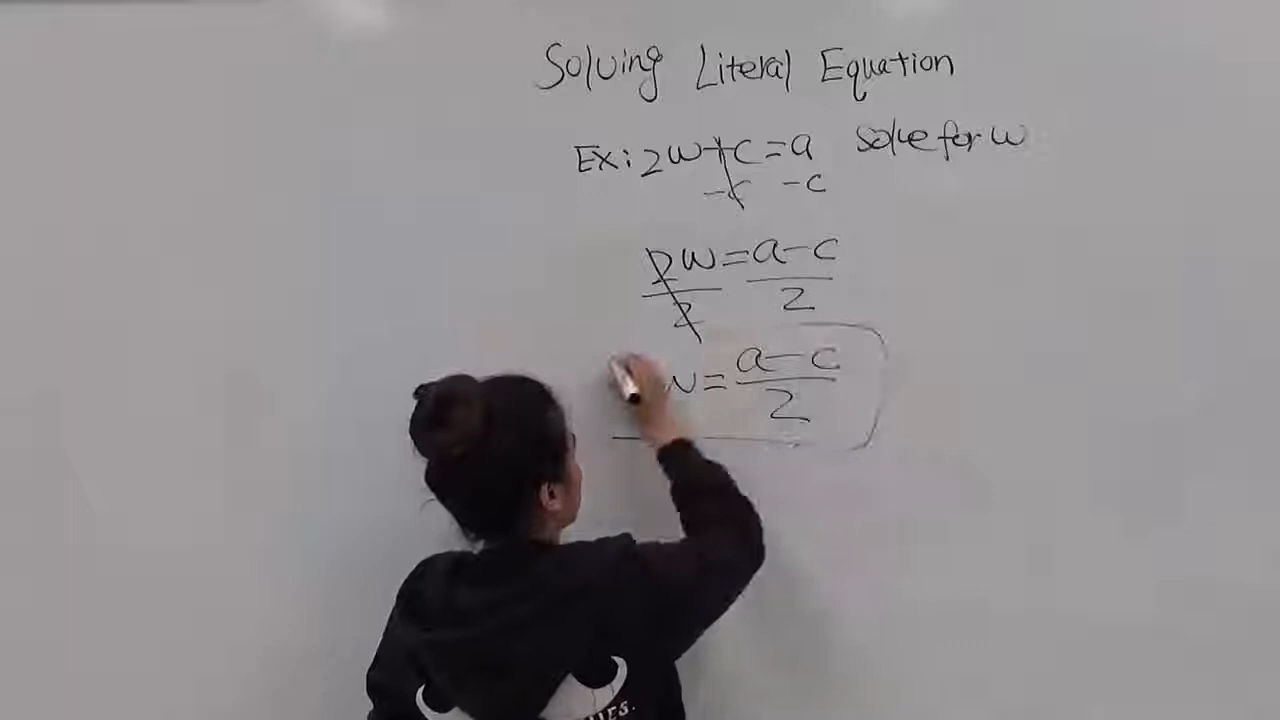 Solving Literal Equation
Ex: 2w+c=a solve for w
-c -c
2w=a-c
2 2
w=a-c
2